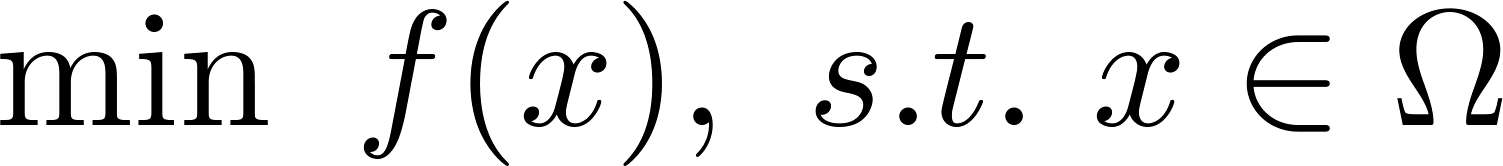 min f(x), s.t. x ∈ Ω